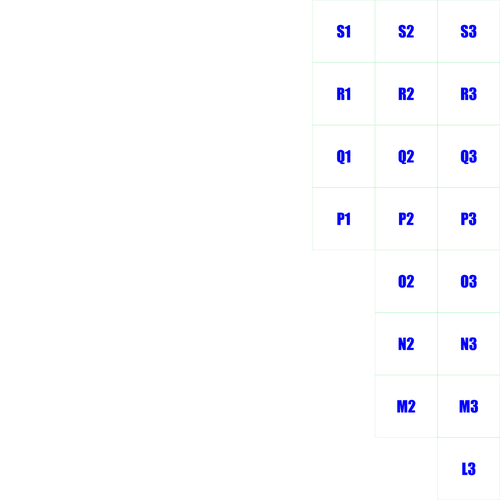 S1 S2 S3
R1 R2 R3
Q1 Q2 Q3
P1 P2 P3
O2 O3
N2 N3
M2 M3
L3